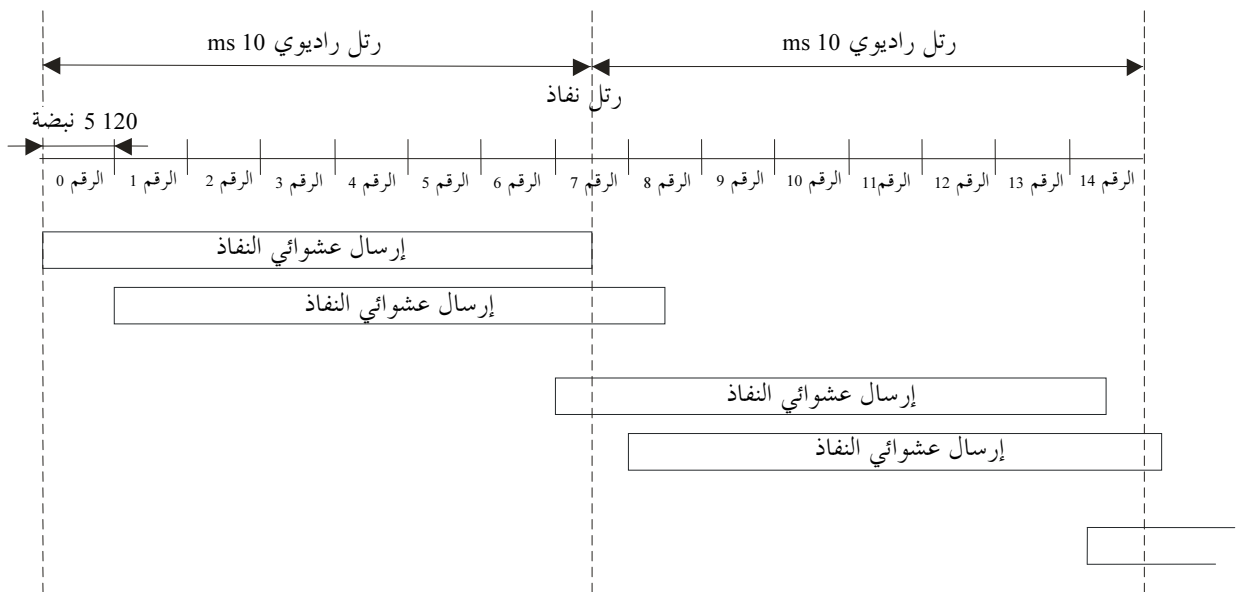 رتل راديوي 10 ms
رتل راديوي 10 ms
رتل نفاذ
5 120 نبضة
الرقم 0
الرقم 1
الرقم 2
الرقم 3
الرقم 4
الرقم 5
الرقم 6
الرقم 7
الرقم 8
الرقم 9
الرقم 10
الرقم11
الرقم 12
الرقم 13
الرقم 14
إرسال عشوائي النفاذ
إرسال عشوائي النفاذ
إرسال عشوائي النفاذ
إرسال عشوائي النفاذ